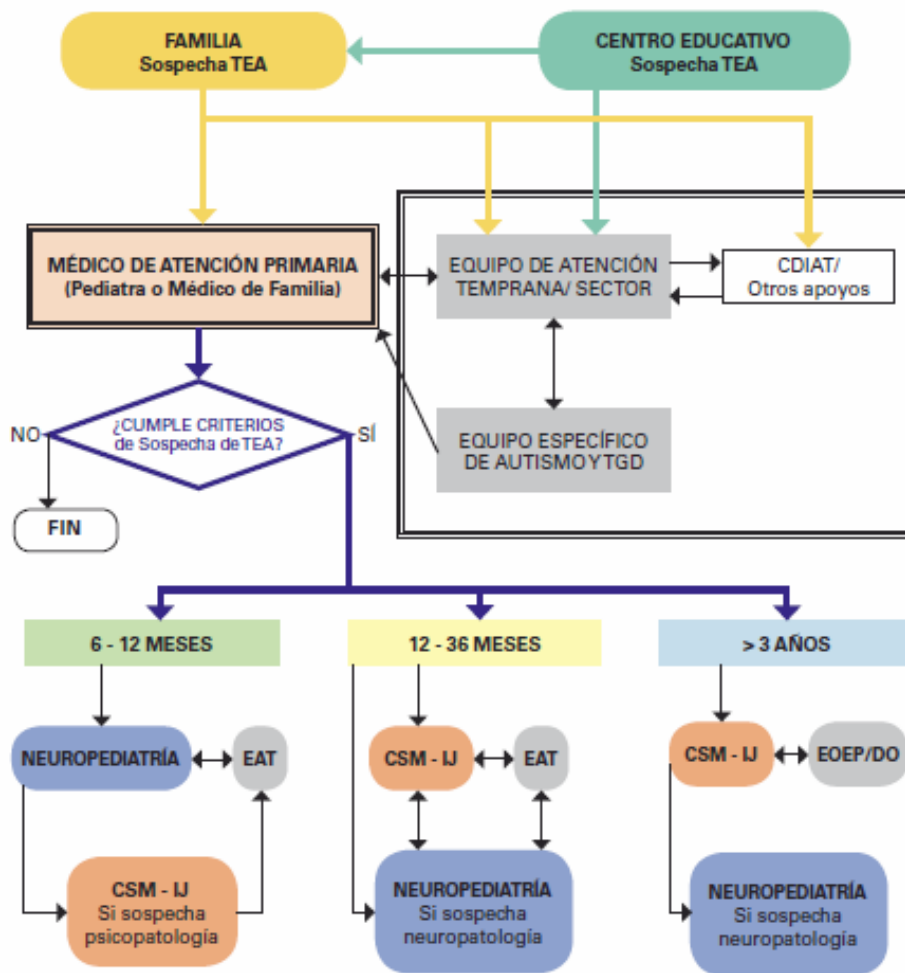 FAMILIA
Sospecha TEA
CENTRO EDUCATIVO
Sospecha TEA
MÉDICO DE ATENCIÓN PRIMARIA
(Pediatra o Médico de Familia)
EQUIPO DE ATENCIÓN
TEMPRANA/ SECTOR
CDIAT/
Otros apoyos
¿CUMPLE CRITERIOS
de Sospecha de TEA?
NO
SÍ
EQUIPO ESPECÍFICO
DE AUTISMO Y TGD
FIN
6 - 12 MESES
12 - 36 MESES
> 3 AÑOS
NEUROPEDIATRÍA
EAT
CSM - IJ
EAT
CSM - IJ
EOEP/DO
CSM - IJ
Si sospecha
psicopatología
NEUROPEDIATRÍA
Si sospecha
neuropatología
NEUROPEDIATRÍA
Si sospecha
neuropatología